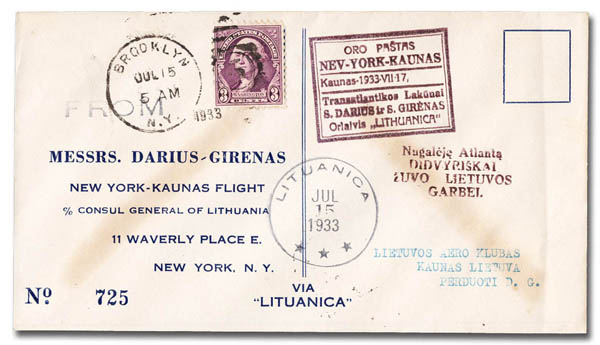 BROOKLYN
JUL 15
5 AM
N.Y.
1933
UNITED STATES POSTAGE
WASHINGTON
3 CENTS 3
FROM
MESSRS. DARIUS-GIRENAS
NEW YORK-KAUNAS FLIGHT
% CONSUL GENERAL OF LITHUANIA
11 WAVERLY PLACE E.
NEW YORK, N. Y.
Nº 725
LITUANICA
JUL
15
1933
VIA
"LITUANICA"
ORO PAŠTAS
NEV-YORK-KAUNAS
Kaunas-1933-VII-17,
Transatlantikos Lakūnai
S. DARIUS ir S. GIRĖNAS
Orlaivis „LITHUANICA"
Nugalėję Atlantą
DIDVYRIŠKAI
ŽUVO LIETUVOS
GARBEI.
LIETUVOS AERO KLUBAS
KAUNAS LIETUVA
PERDUOTI D. G.